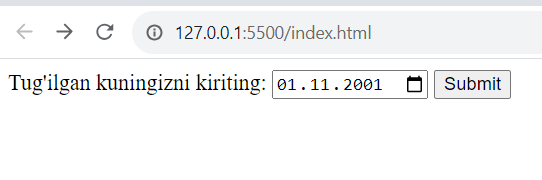 127.0.0.1:5500/index.html
Tug'ilgan kuningizni kiriting: 01.11.2001 Submit